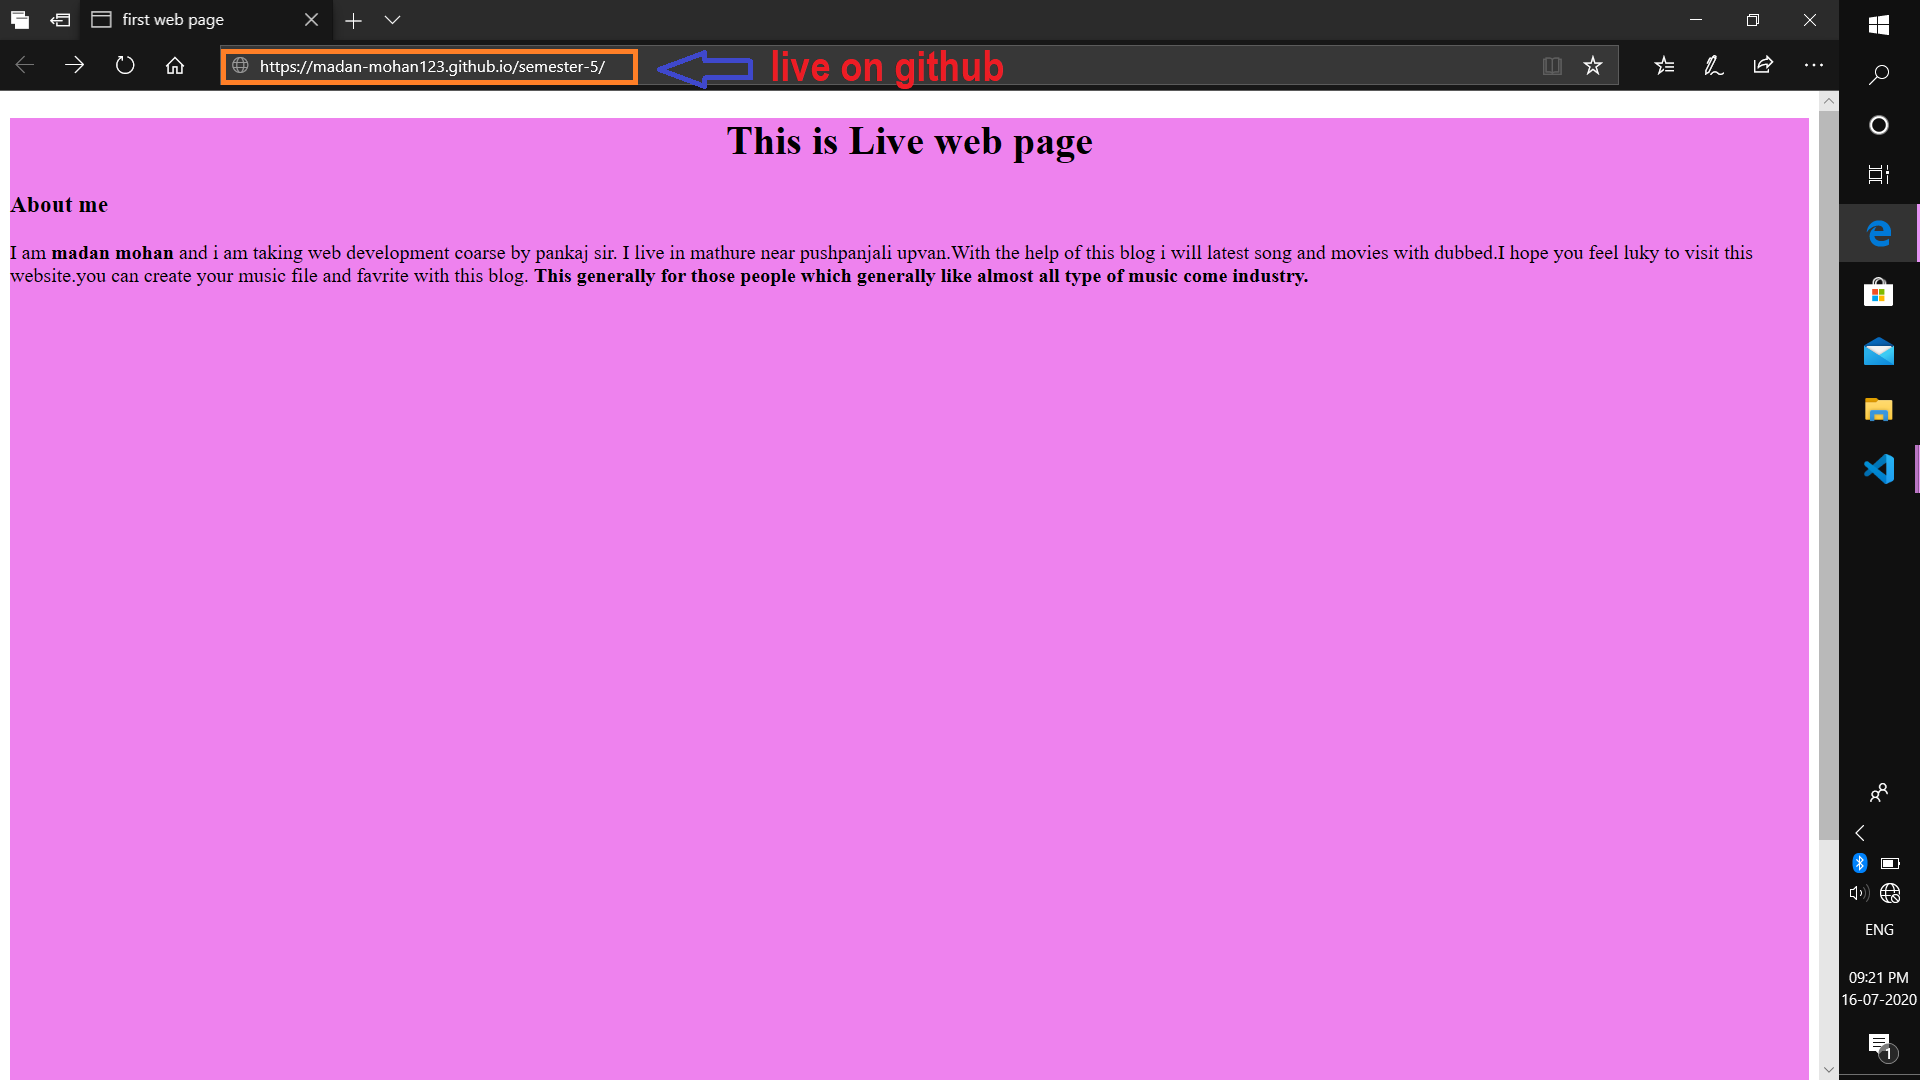 first web page
https://madan-mohan123.github.io/semester-5/
live on github
This is Live web page
About me
I am madan mohan and i am taking web development coarse by pankaj sir. I live in mathure near pushpanjali upvan.With the help of this blog i will latest song and movies with dubbed.I hope you feel luky to visit this
website.you can create your music file and favrite with this blog. This generally for those people which generally like almost all type of music come industry.
ENG
09:21 PM
16-07-2020
1